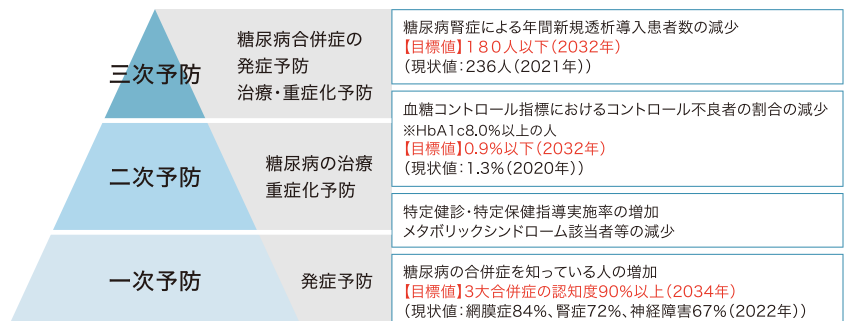 三次予防
糖尿病合併症の
発症予防
治療・重症化予防
糖尿病腎症による年間新規透析導入患者数の減少
【目標値】180人以下（2032年）
（現状値：236人（2021年））
血糖コントロール指標におけるコントロール不良者の割合の減少
※HbA1c8.0%以上の人
【目標値】0.9%以下（2032年）
（現状値：1.3%（2020年））
二次予防
糖尿病の治療
重症化予防
特定健診・特定保健指導実施率の増加
メタボリックシンドローム該当者等の減少
一次予防
発症予防
糖尿病の合併症を知っている人の増加
【目標値】3大合併症の認知度90%以上（2034年）
（現状値：網膜症84%、腎症72%、神経障害67%（2022年））